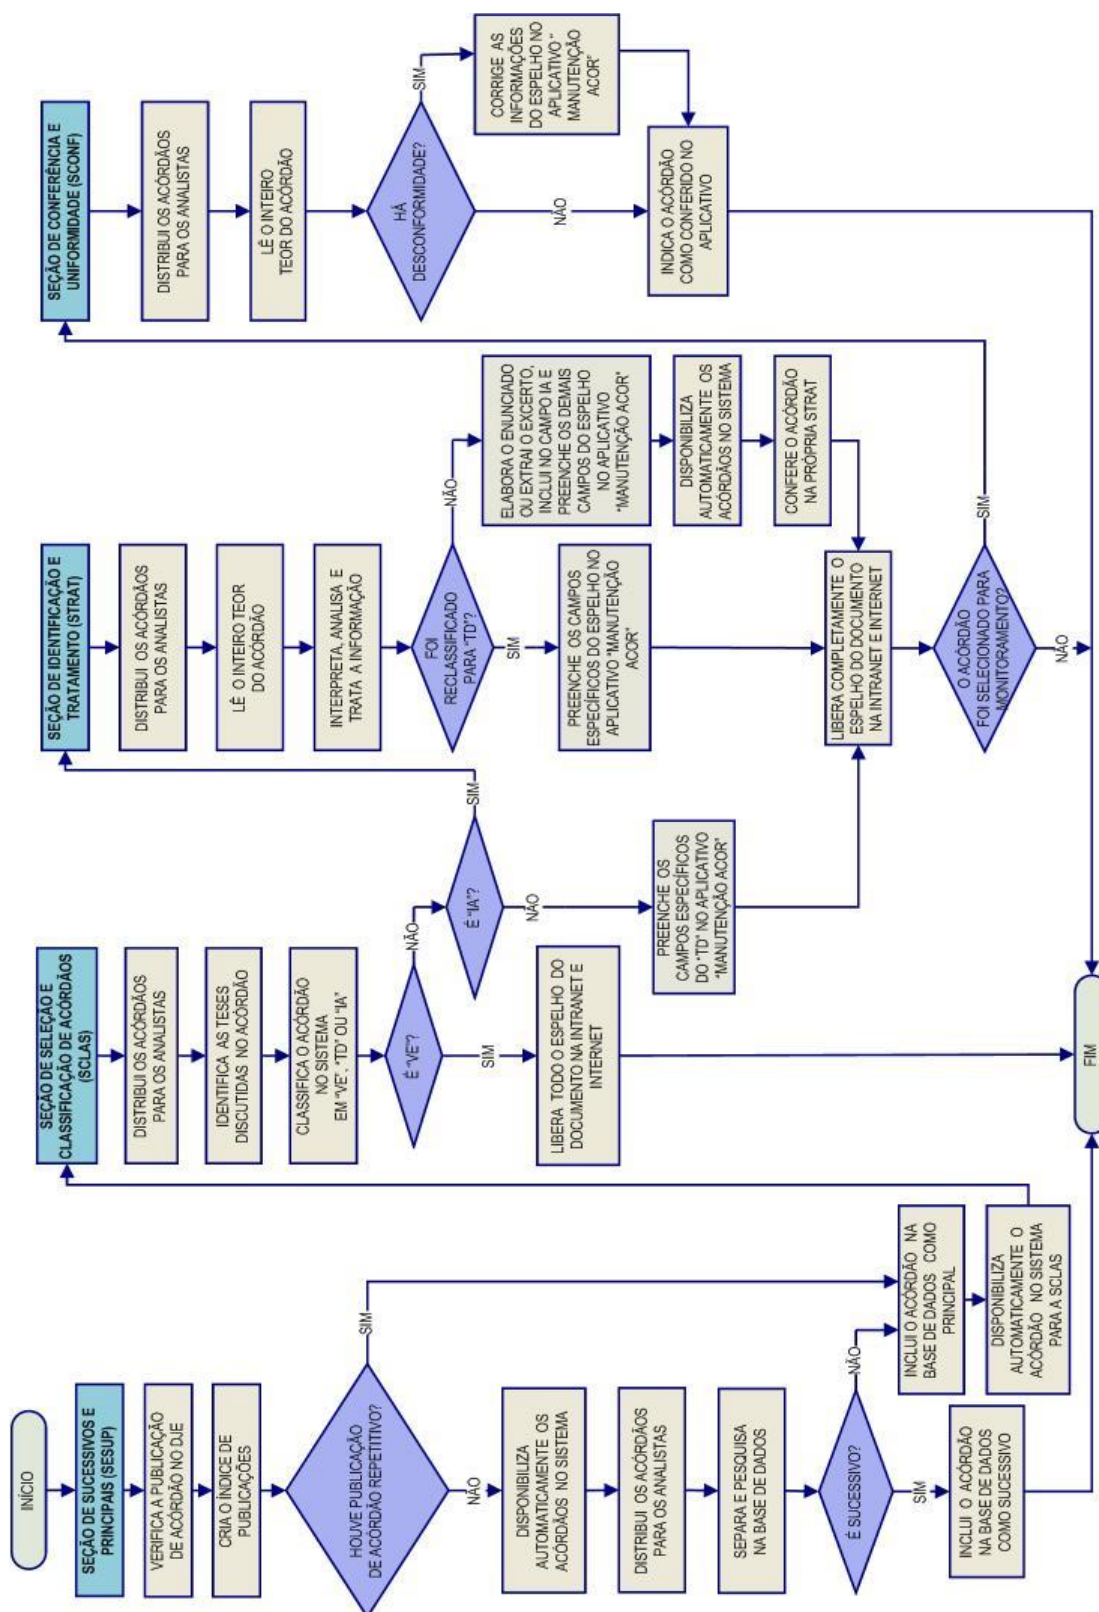 INÍCIO
SEÇÃO DE SUCESSIVOS E
PRINCIPAIS (SESUP)
VERIFICA A PUBLICAÇÃO
DE ACÓRDÃO NO DJE
CRIA O ÍNDICE DE
PUBLICAÇÕES
HOUVE PUBLICAÇÃO
DE ACÓRDÃO REPETITIVO?
SIM
NÃO
DISPONIBILIZA
AUTOMATICAMENTE OS
ACÓRDÃOS NO SISTEMA
DISTRIBUI OS ACÓRDÃOS
PARA OS ANALISTAS
SEPARA E PESQUISA
NA BASE DE DADOS
É SUCESSIVO?
NÃO
SIM
INCLUI O ACÓRDÃO
NA BASE DE DADOS
COMO SUCESSIVO
INCLUI O ACÓRDÃO NA
BASE DE DADOS COMO
PRINCIPAL
DISPONIBILIZA
AUTOMATICAMENTE O
ACÓRDÃO NO SISTEMA
PARA A SCLAS
SEÇÃO DE SELEÇÃO E
CLASSIFICAÇÃO DE ACÓRDÃOS
(SCLAS)
DISTRIBUI OS ACÓRDÃOS
PARA OS ANALISTAS
IDENTIFICA AS TESES
DISCUTIDAS NO ACÓRDÃO
CLASSIFICA O ACÓRDÃO
NO SISTEMA
EM "VE", "TD" OU "IA"
É "VE"?
NÃO
SIM
LIBERA TODO O ESPELHO DO
DOCUMENTO NA INTRANET E
INTERNET
É "IA"?
SIM
NÃO
PREENCHE OS
CAMPOS ESPECÍFICOS
DO "TD" NO APLICATIVO
"MANUTENÇÃO ACOR"
SEÇÃO DE IDENTIFICAÇÃO E
TRATAMENTO (STRAT)
DISTRIBUI OS ACÓRDÃOS
PARA OS ANALISTAS
LÊ O INTEIRO TEOR
DO ACÓRDÃO
INTERPRETA, ANALISA E
TRATA A INFORMAÇÃO
FOI
RECLASSIFICADO
PARA "TD"?
NÃO
SIM
PREENCHE OS CAMPOS
ESPECÍFICOS DO ESPELHO NO
APLICATIVO "MANUTENÇÃO
ACOR"
ELABORA O ENUNCIADO
OU EXTRAI O EXCERTO,
INCLUI NO CAMPO IA E
PREENCHE OS DEMAIS
CAMPOS DO ESPELHO
NO APLICATIVO
"MANUTENÇÃO ACOR"
DISPONIBILIZA
AUTOMATICAMENTE OS
ACÓRDÃOS NO SISTEMA
CONFERE O ACÓRDÃO
NA PRÓPRIA STRAT
LIBERA COMPLETAMENTE O
ESPELHO DO DOCUMENTO
NA INTRANET E INTERNET
O ACÓRDÃO
FOI SELECIONADO PARA
MONITORAMENTO?
SIM
NÃO
SEÇÃO DE CONFERÊNCIA E
UNIFORMIDADE (SCONF)
DISTRIBUI OS ACÓRDÃOS
PARA OS ANALISTAS
LÊ O INTEIRO
TEOR DO ACÓRDÃO
HÁ
DESCONFORMIDADE?
SIM
NÃO
CORRIGE AS
INFORMAÇÕES
DO ESPELHO NO
APLICATIVO "
MANUTENÇÃO
ACOR"
INDICA O ACÓRDÃO
COMO CONFERIDO NO
APLICATIVO
FIM